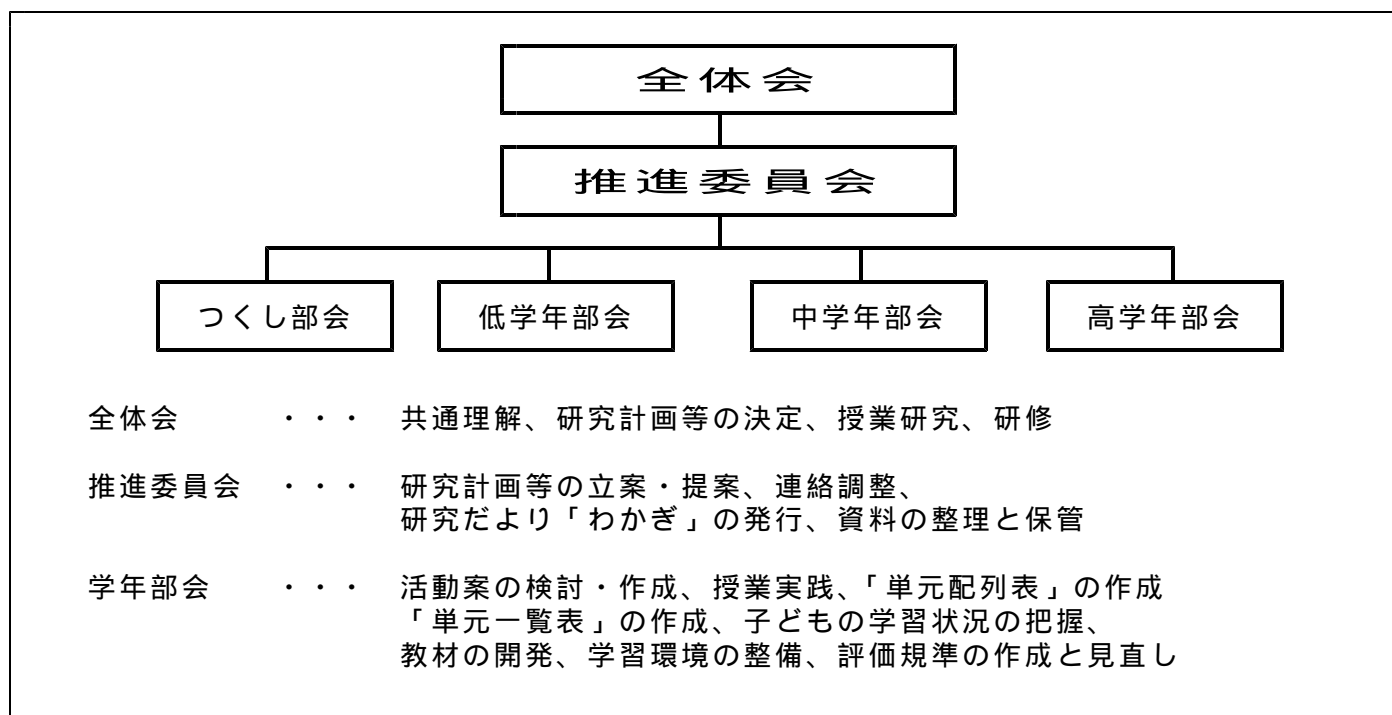 全体会
推進委員会
つくし部会 低学年部会 中学年部会 高学年部会
全体会 ・・・ 共通理解、研究計画等の決定、授業研究、研修
推進委員会 ・・・ 研究計画等の立案・提案、連絡調整、
研究だより「わかぎ」の発行、資料の整理と保管
学年部会 ・・・ 活動案の検討・作成、授業実践、「単元配列表」の作成
「単元一覧表」の作成、子どもの学習状況の把握、
教材の開発、学習環境の整備、評価規準の作成と見直し